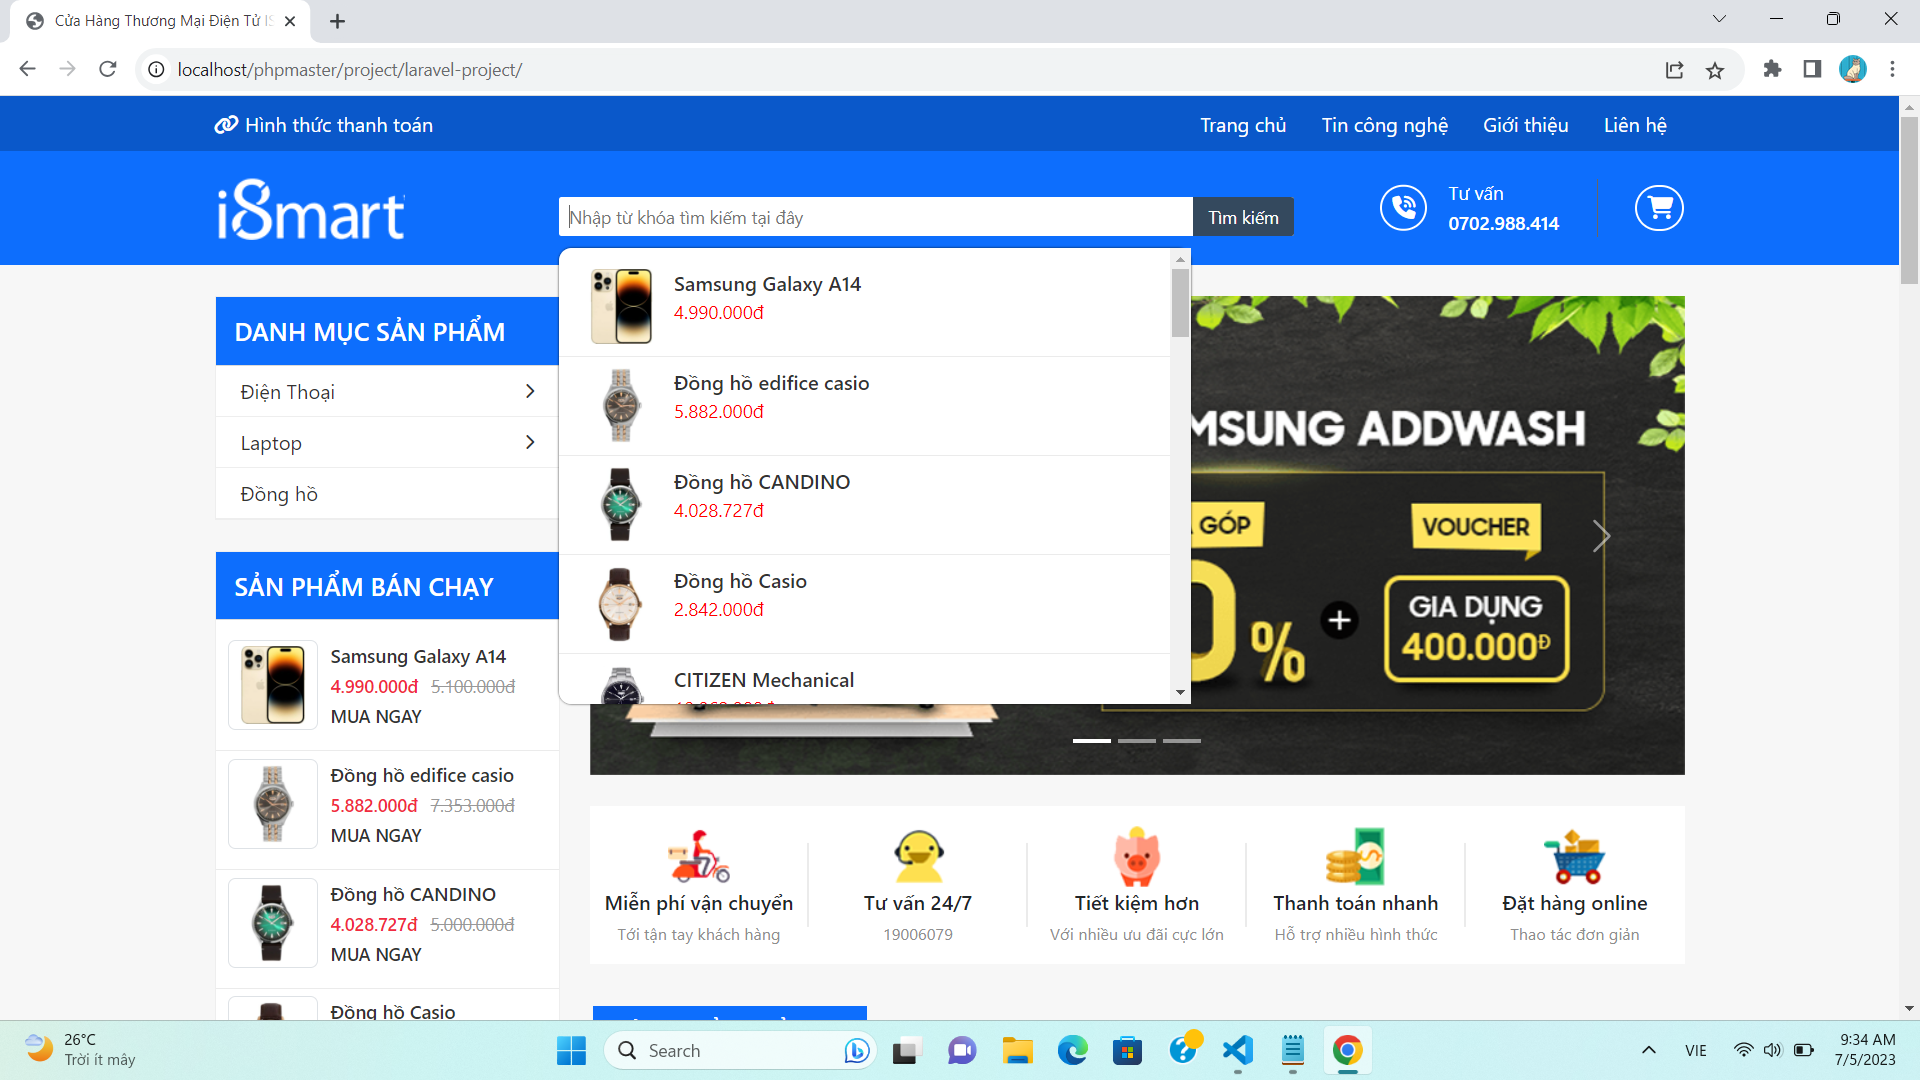 Cửa Hàng Thương Mại Điện Tử IS
localhost/phpmaster/project/laravel-project/
Hình thức thanh toán
Trang chủ
Tin công nghệ
Giới thiệu
Liên hệ
i8mart
Nhập từ khóa tìm kiếm tại đây
Tìm kiếm
Tư vấn
0702.988.414
Samsung Galaxy A14
4.990.000đ
Đồng hồ edifice casio
5.882.000đ
Đồng hồ CANDINO
4.028.727đ
Đồng hồ Casio
2.842.000đ
CITIZEN Mechanical
DANH MỤC SẢN PHẨM
Điện Thoại
Laptop
Đồng hồ
SẢN PHẨM BÁN CHẠY
Samsung Galaxy A14
4.990.000đ 5.100.000đ
MUA NGAY
Đồng hồ edifice casio
5.882.000đ 7.353.000đ
MUA NGAY
Đồng hồ CANDINO
4.028.727đ 5.000.000đ
MUA NGAY
Đồng hồ Casio
MSUNG ADDWASH
GÓP
0%
+
VOUCHER
GIA DỤNG
400.000Đ
Miễn phí vận chuyển
Tới tận tay khách hàng
Tư vấn 24/7
19006079
Tiết kiệm hơn
Với nhiều ưu đãi cực lớn
Thanh toán nhanh
Hỗ trợ nhiều hình thức
Đặt hàng online
Thao tác đơn giản
26°C
Trời ít mây
Search
VIE
9:34 AM
7/5/2023